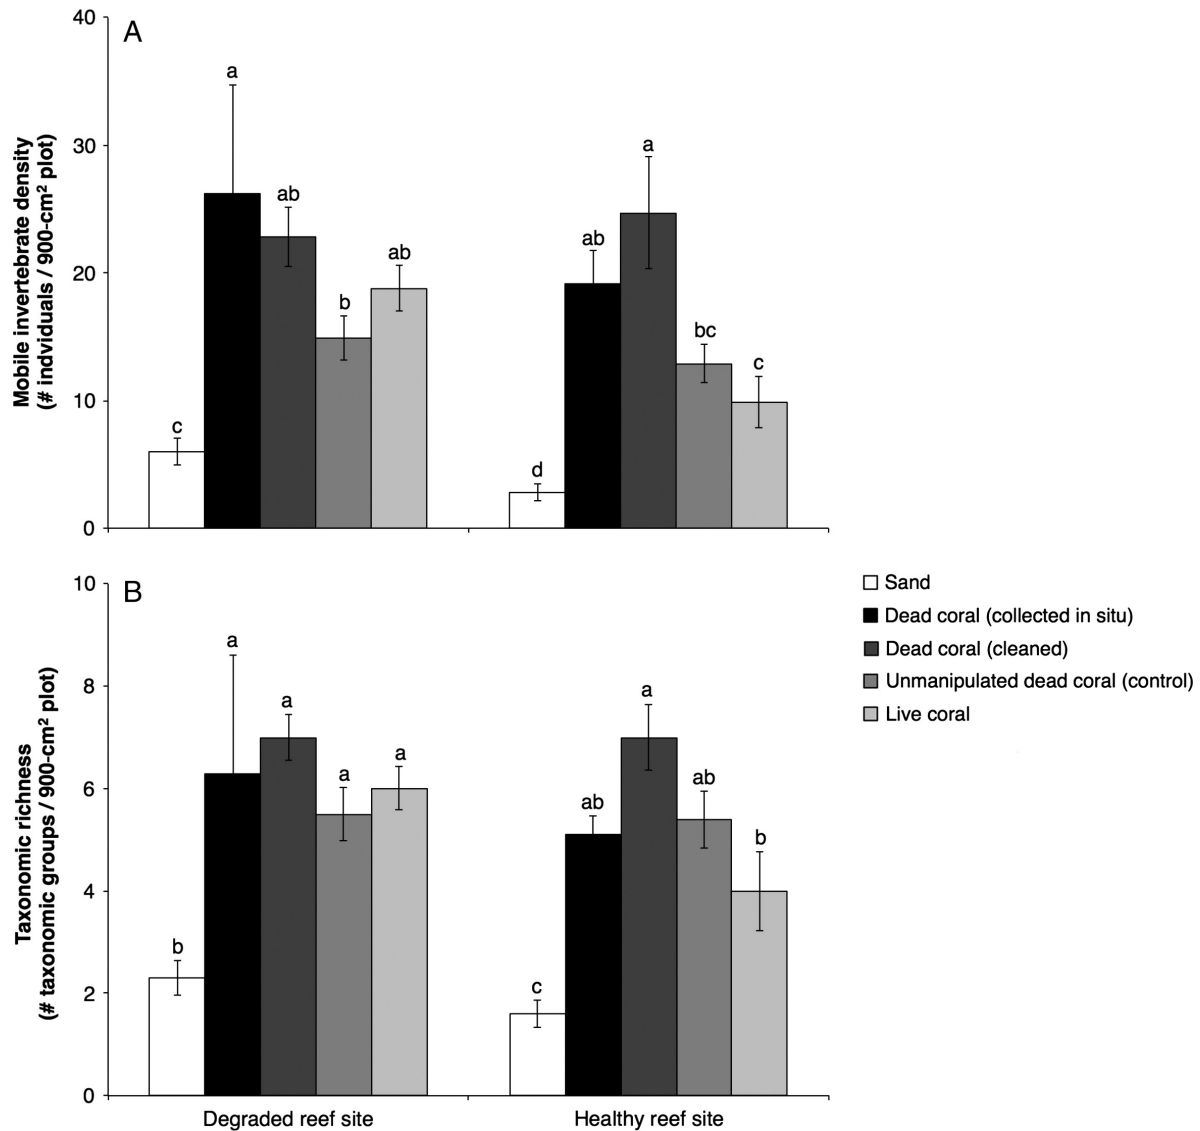 A
Mobile invertebrate density
(# indviduals / 900-cm² plot)
40
30
20
10
0
c
a
ab
b
ab
d
ab
a
bc
c
B
Taxonomic richness
(# taxonomic groups / 900-cm² plot)
10
8
6
4
2
0
b
a
a
a
a
c
ab
a
ab
b
Degraded reef site
Healthy reef site
Sand
Dead coral (collected in situ)
Dead coral (cleaned)
Unmanipulated dead coral (control)
Live coral